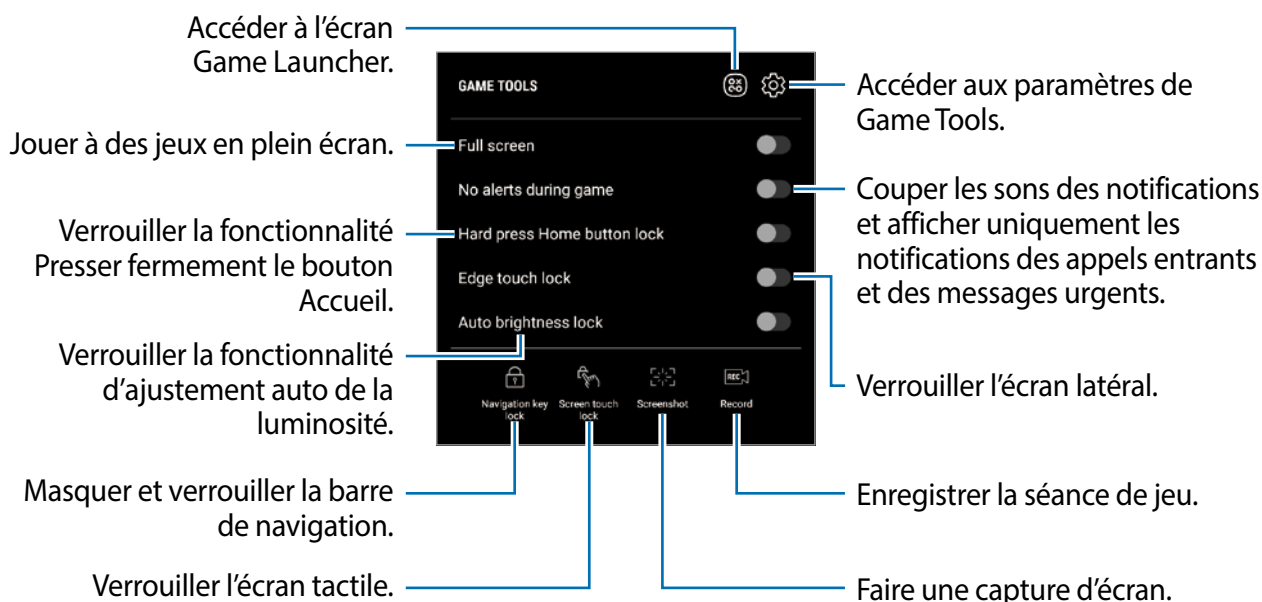 Accéder à l’écran
Game Launcher.
Jouer à des jeux en plein écran.
Verrouiller la fonctionnalité
Presser fermement le bouton
Accueil.
Verrouiller la fonctionnalité
d’ajustement auto de la
luminosité.
Masquer et verrouiller la barre
de navigation.
Verrouiller l’écran tactile.
GAME TOOLS
Full screen
No alerts during game
Hard press Home button lock
Edge touch lock
Auto brightness lock
Navigation key
lock
Screen touch
lock
Screenshot
REC
Record
Accéder aux paramètres de
Game Tools.
Couper les sons des notifications
et afficher uniquement les
notifications des appels entrants
et des messages urgents.
Verrouiller l’écran latéral.
Enregistrer la séance de jeu.
Faire une capture d’écran.